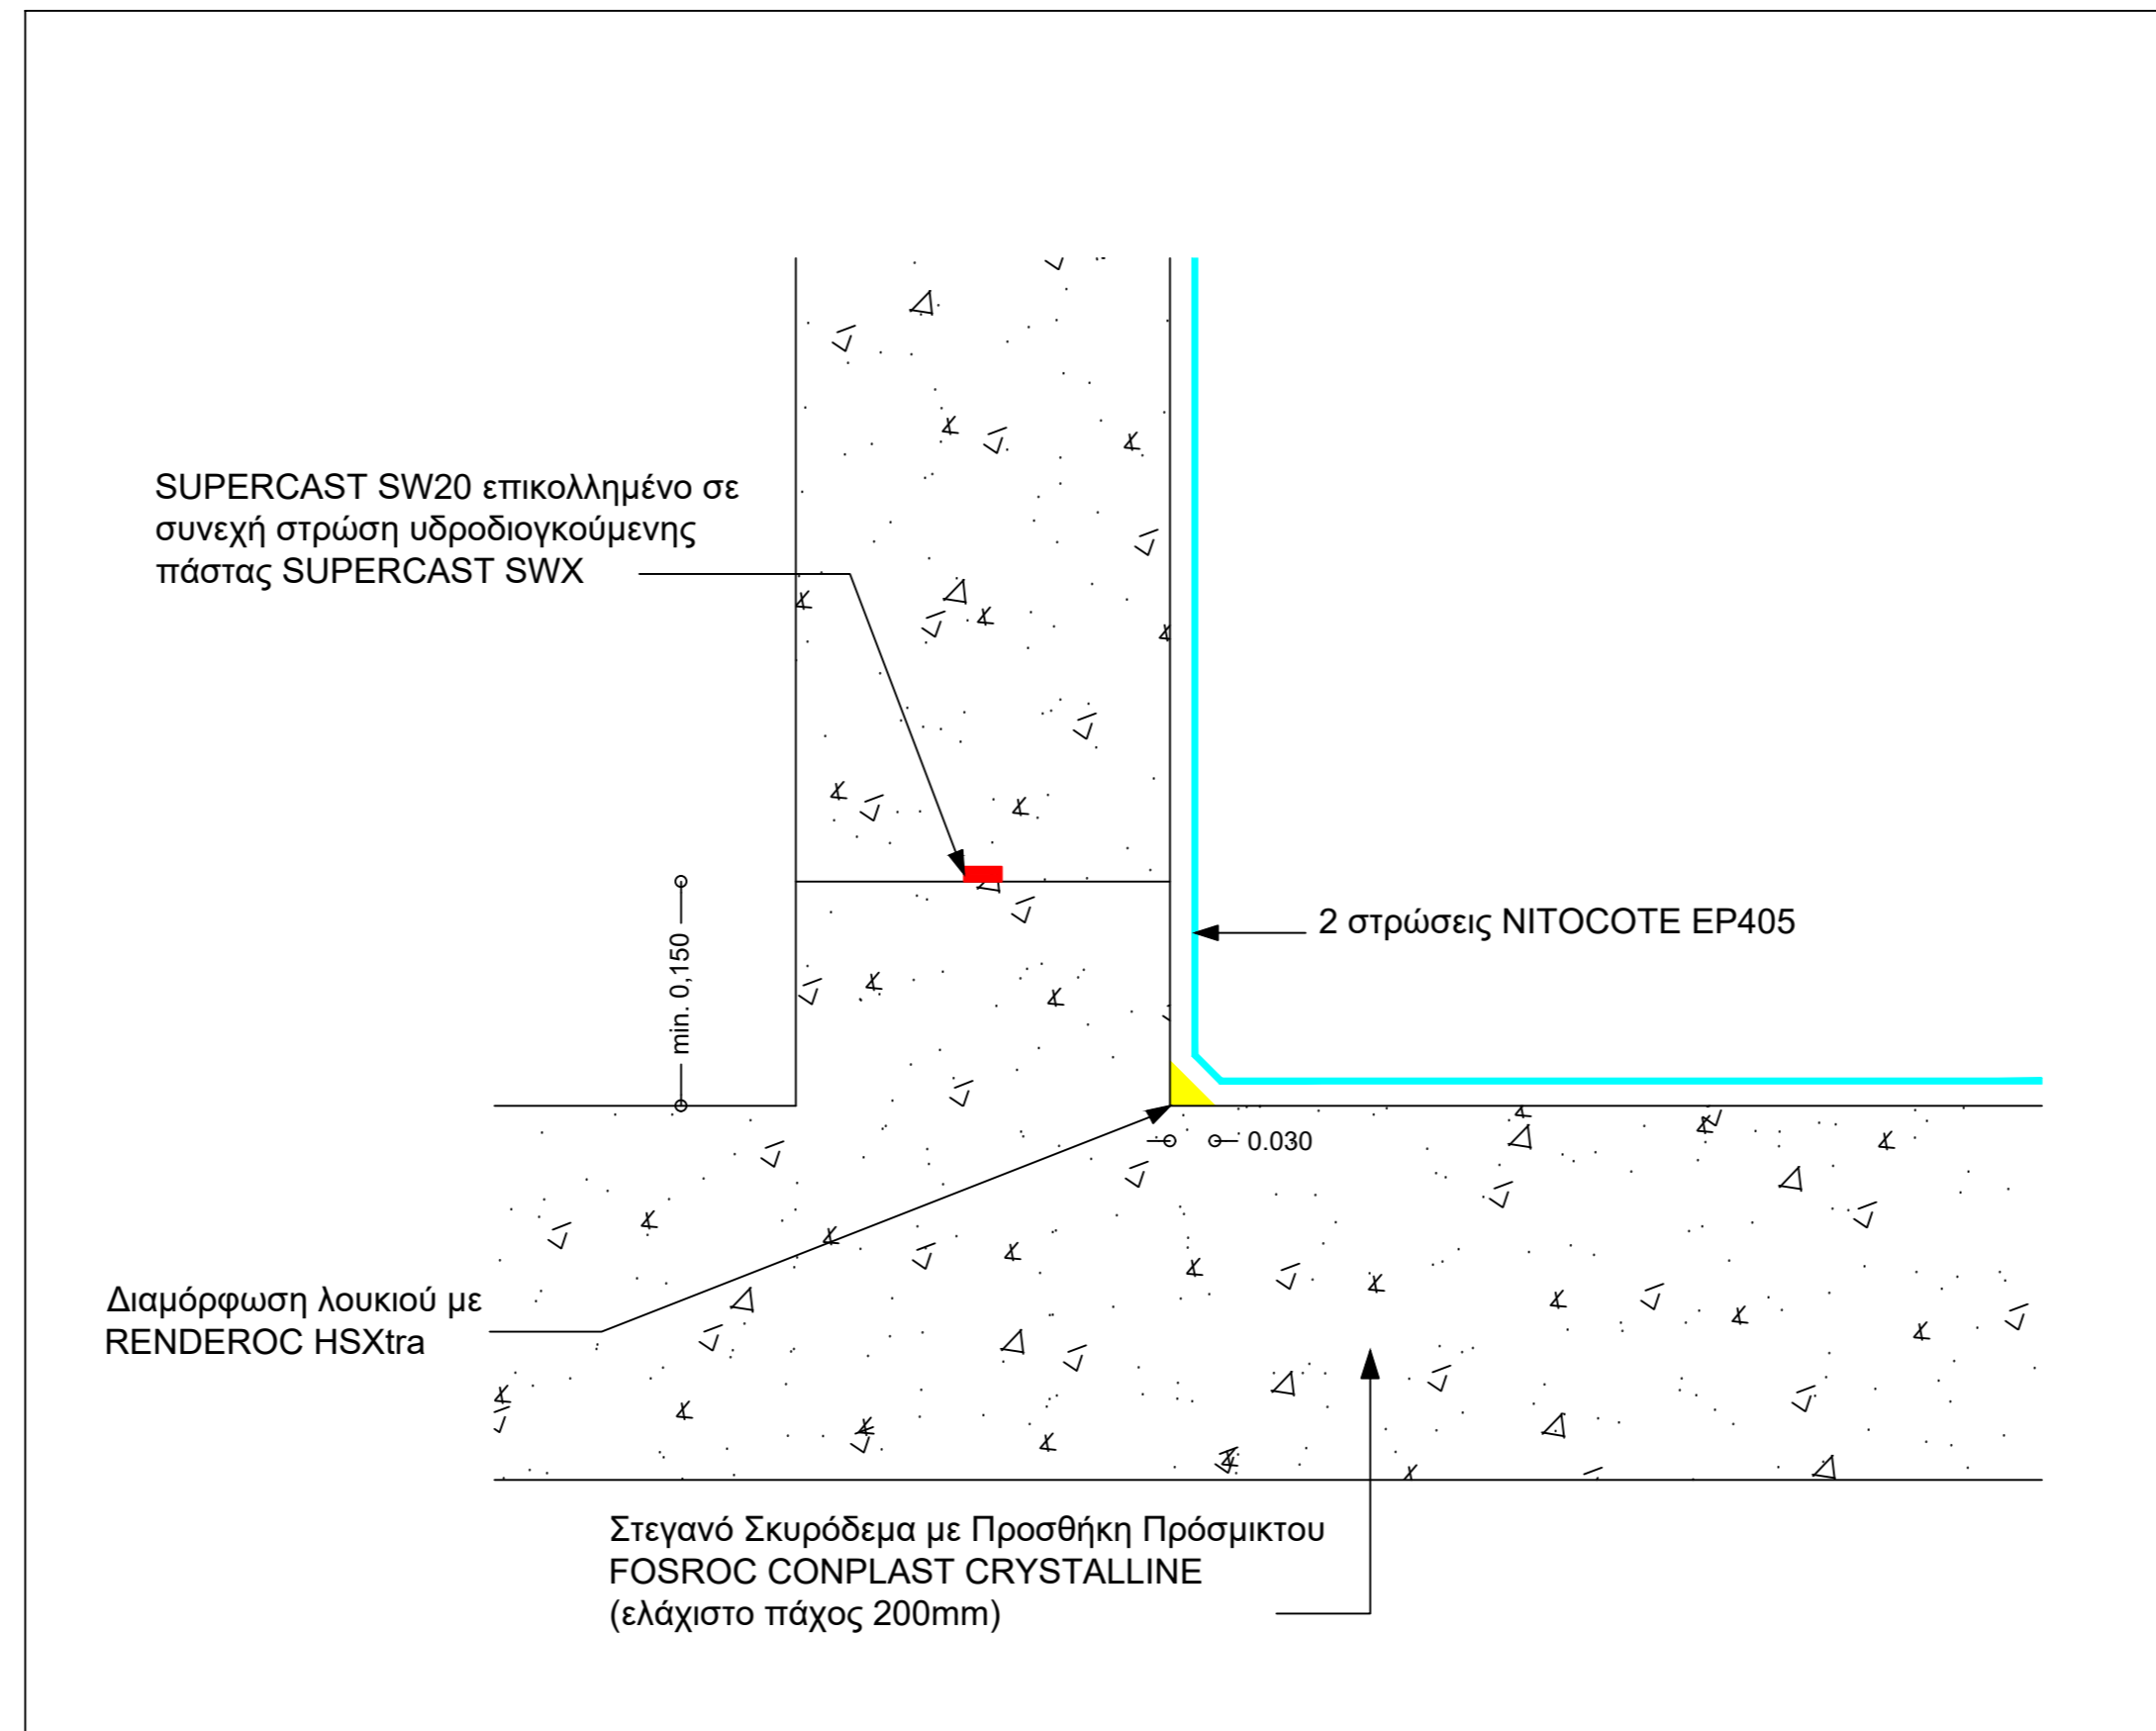 SUPERCAST SW20 επικολλημένο σε
συνεχή στρώση υδροδιογκούμενης
πάστας SUPERCAST SWX
2 στρώσεις NITOCOTE EP405
min. 0,150
0.030
Διαμόρφωση λουκιού με
RENDEROC HSXtra
Στεγανό Σκυρόδεμα με Προσθήκη Πρόσμικτου
FOSROC CONPLAST CRYSTALLINE
(ελάχιστο πάχος 200mm)